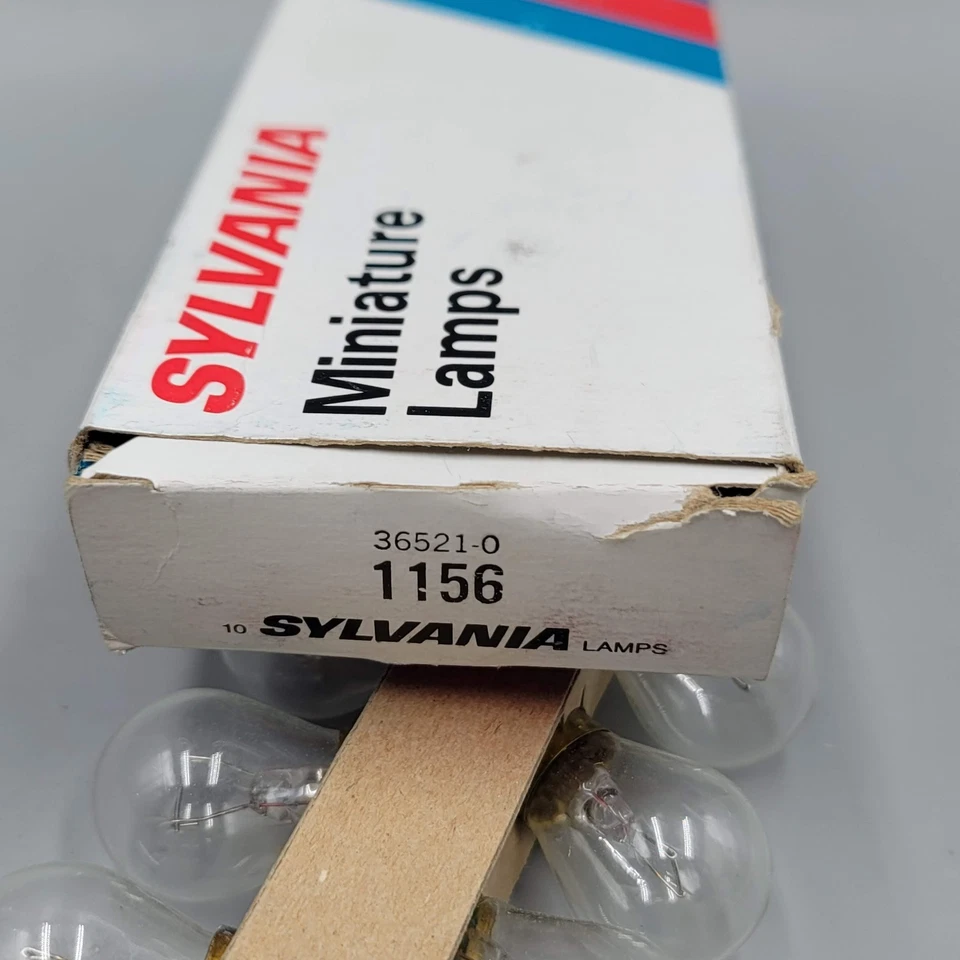 SYLVANIA
Miniature
Lamps
36521-0
1156
10 SYLVANIA LAMPS